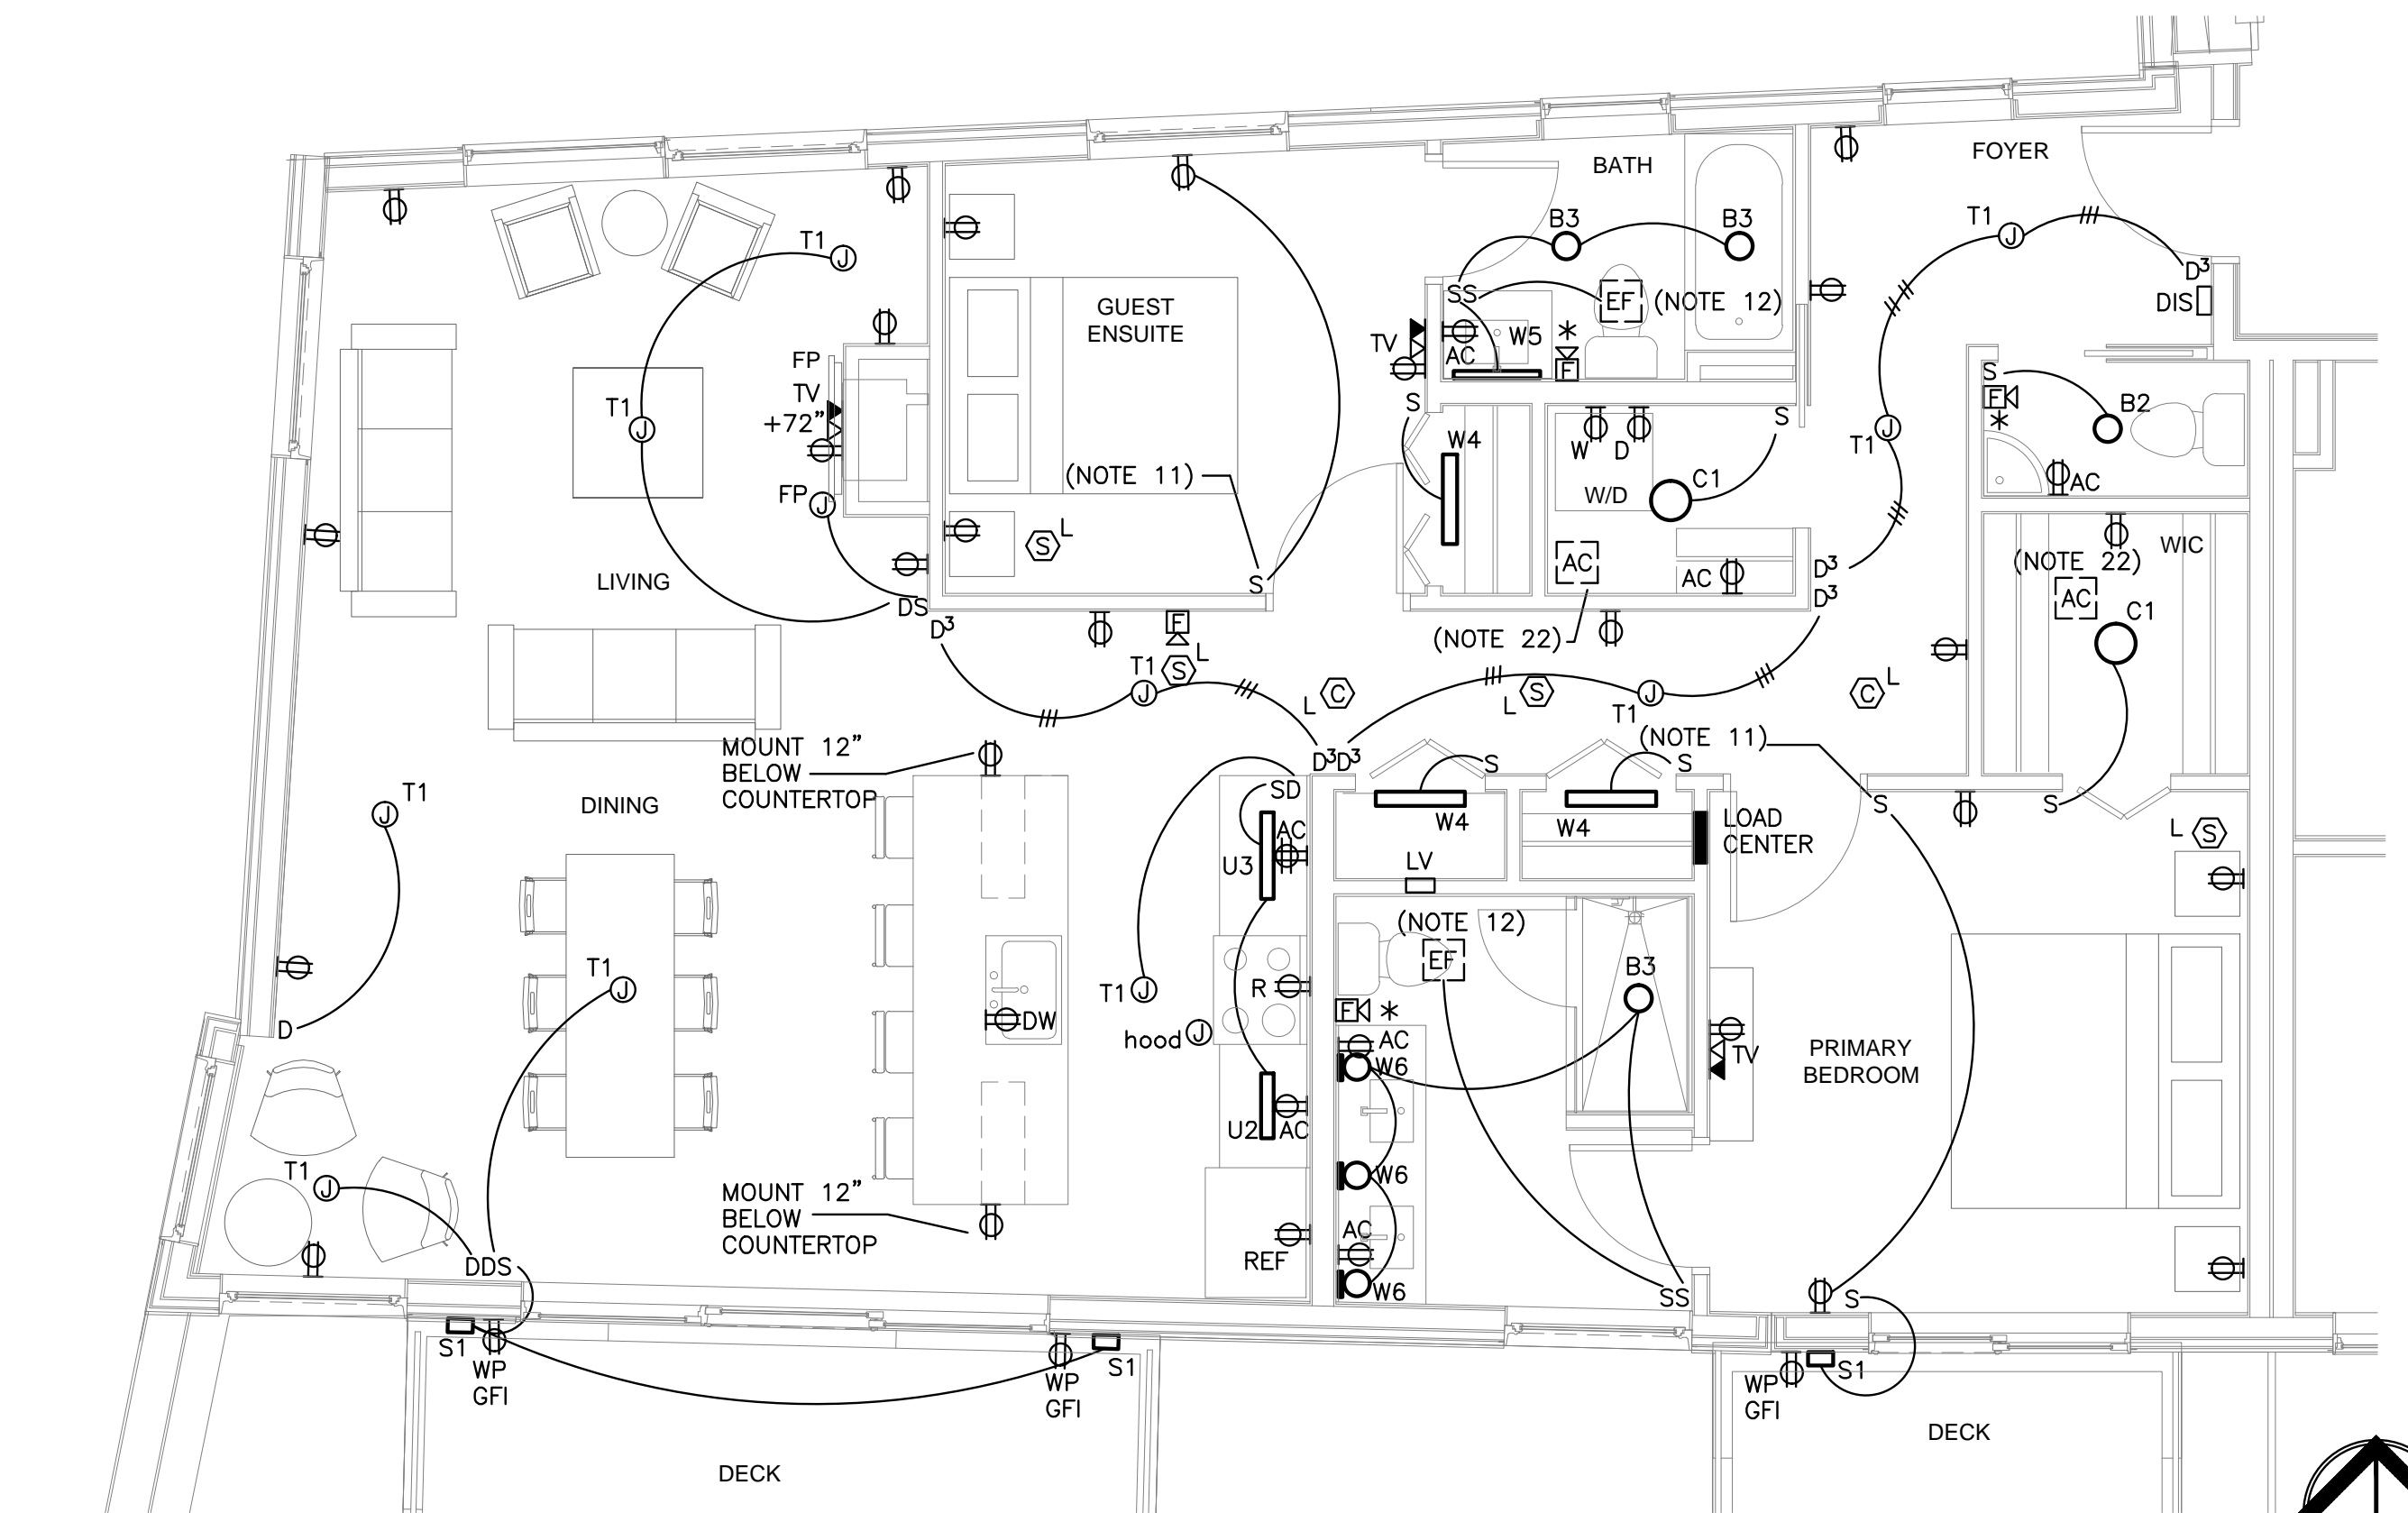 FOYER
BATH
T1
B3
B3
T1
D³
SS
EF
(NOTE 12)
DIS
GUEST
ENSUITE
TV
AC
W5
*
F
FP
TV
+72"
T1
J
J
J
S
W4
S
S
F
*
B2
T1
J
(NOTE 11)
W
D
W/D
C1
AC
FP
J
S
L
AC
AC
D³
WIC
(NOTE 22)
AC
C1
LIVING
S
DS
D³
D³
F
(NOTE 22)
T1
S
L
J
L
C
L
S
J
T1
C
L
(NOTE 11)
MOUNT 12"
BELOW
COUNTERTOP
D³D³
S
S
S
S
SD
T1
J
DINING
AC
U3
W4
W4
LOAD
CENTER
L
S
LV
(NOTE 12)
EF
B3
T1
J
T1
J
R
DW
D
hood
J
F
*
AC
W6
TV
PRIMARY
BEDROOM
U2
AC
W6
T1
J
MOUNT 12"
BELOW
COUNTERTOP
AC
REF
W6
DDS
SS
S
S1
WP
GFI
WP
GFI
S1
WP
GFI
S1
DECK
DECK